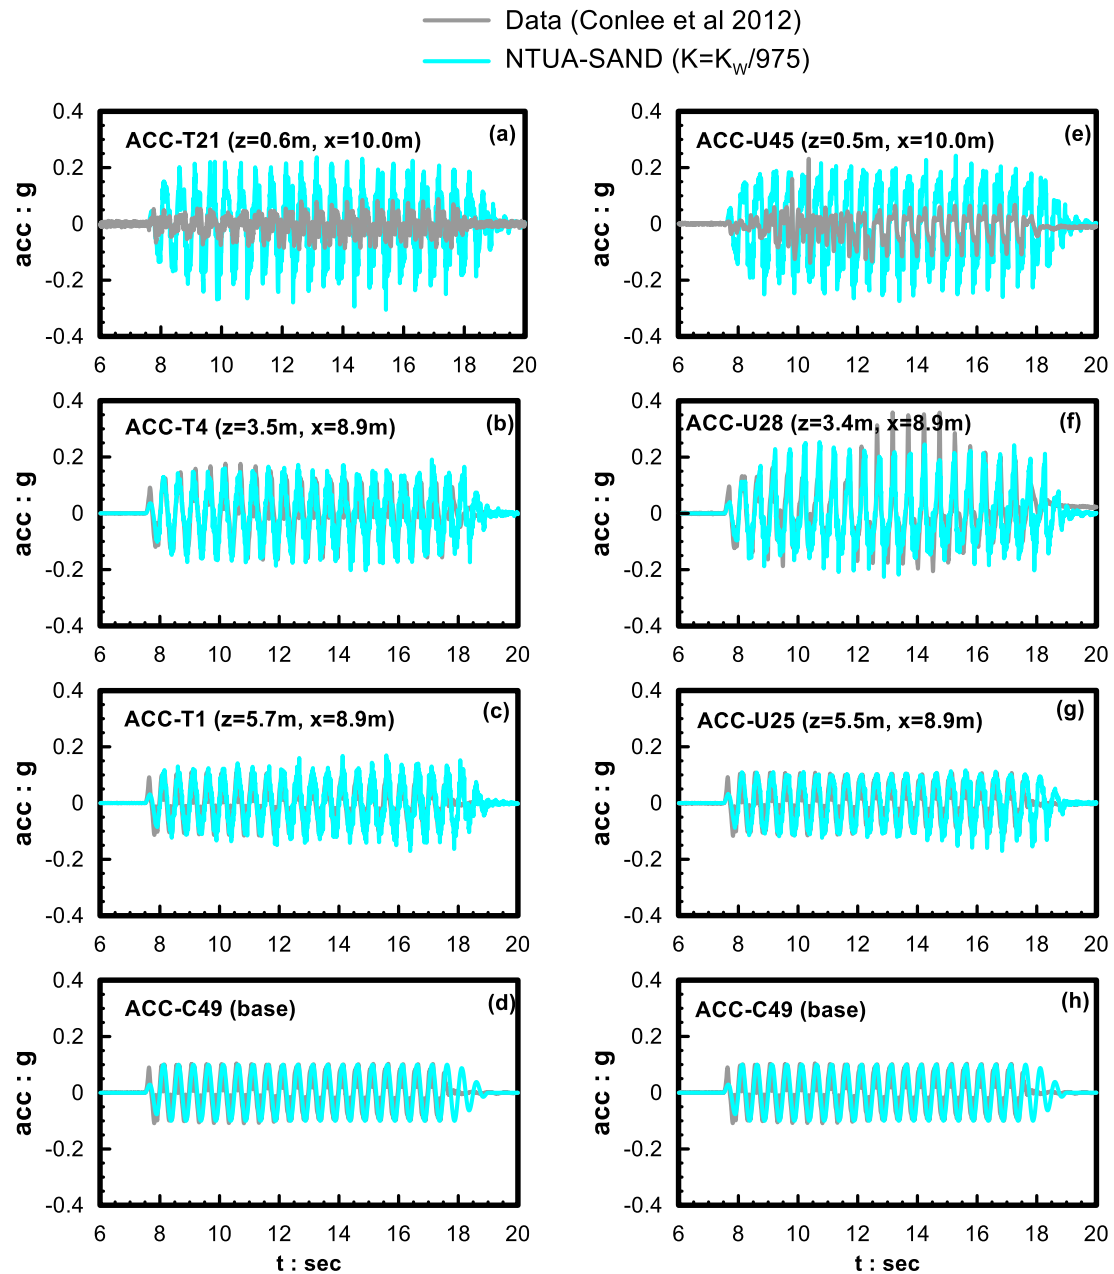 Data (Conlee et al 2012)
NTUA-SAND (K=K_W/975)
ACC-T21 (z=0.6m, x=10.0m)
(a)
acc : g
0.4
0.2
0
-0.2
-0.4
6 8 10 12 14 16 18 20
ACC-U45 (z=0.5m, x=10.0m)
(e)
acc : g
0.4
0.2
0
-0.2
-0.4
6 8 10 12 14 16 18 20
ACC-T4 (z=3.5m, x=8.9m)
(b)
acc : g
0.4
0.2
0
-0.2
-0.4
6 8 10 12 14 16 18 20
ACC-U28 (z=3.4m, x=8.9m)
(f)
acc : g
0.4
0.2
0
-0.2
-0.4
6 8 10 12 14 16 18 20
ACC-T1 (z=5.7m, x=8.9m)
(c)
acc : g
0.4
0.2
0
-0.2
-0.4
6 8 10 12 14 16 18 20
ACC-U25 (z=5.5m, x=8.9m)
(g)
acc : g
0.4
0.2
0
-0.2
-0.4
6 8 10 12 14 16 18 20
ACC-C49 (base)
(d)
acc : g
0.4
0.2
0
-0.2
-0.4
6 8 10 12 14 16 18 20
t : sec
ACC-C49 (base)
(h)
acc : g
0.4
0.2
0
-0.2
-0.4
6 8 10 12 14 16 18 20
t : sec